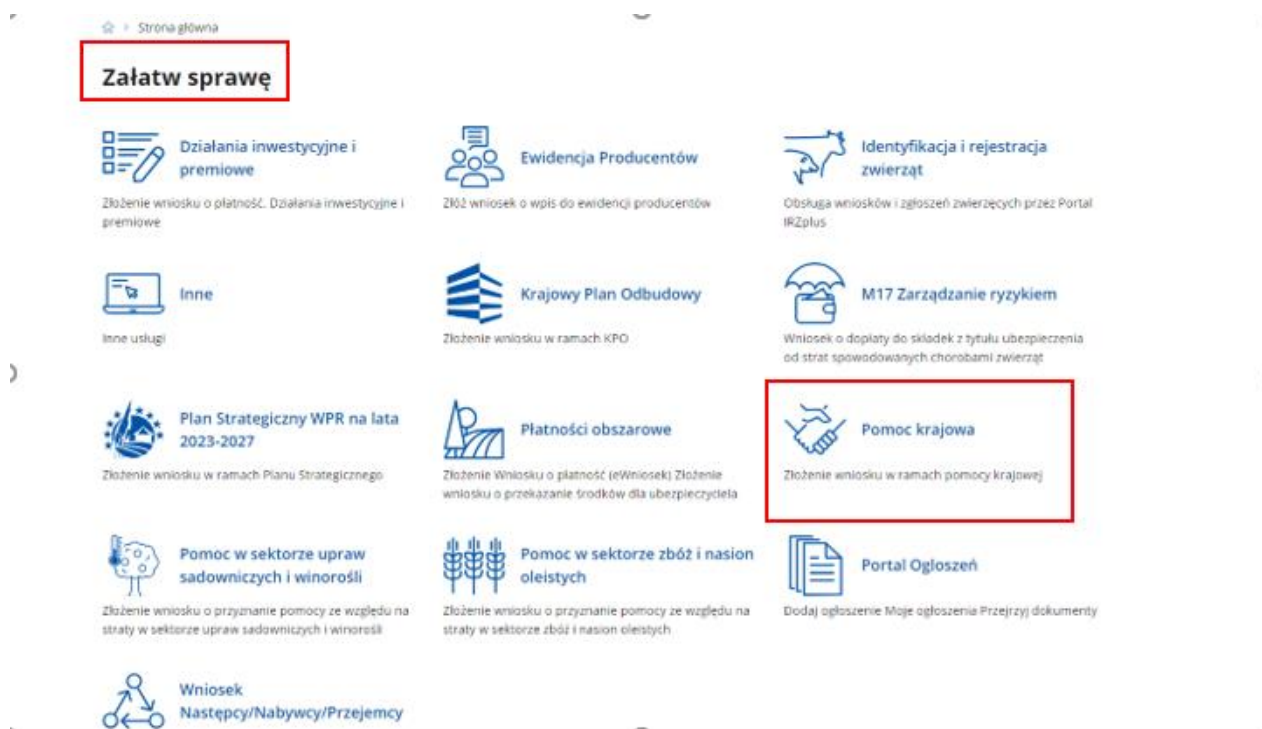 Strona główna
Załatw sprawę
Działania inwestycyjne i
premiowe
Złożenie wniosku o płatność. Działania inwestycyjne i
premiowe
Ewidencja Producentów
Złóż wniosek o wpis do ewidencji producentów
Identyfikacja i rejestracja
zwierząt
Obsługa wniosków i zgłoszeń zwierzęcych przez Portal
IRZplus
Inne
Inne usługi
Krajowy Plan Odbudowy
Złożenie wniosku w ramach KPO
M17 Zarządzanie ryzykiem
Wniosek o dopłaty do składek z tytułu ubezpieczenia
od strat spowodowanych chorobami zwierząt
Plan Strategiczny WPR na lata
2023-2027
Złożenie wniosku w ramach Planu Strategicznego
Płatności obszarowe
Złożenie Wniosku o płatność (eWniosek) Złożenie
wniosku o przekazanie środków dla ubezpieczyciela
Pomoc krajowa
Złożenie wniosku w ramach pomocy krajowej
Pomoc w sektorze upraw
sadowniczych i winorośli
Złożenie wniosku o przyznanie pomocy ze względu na
straty w sektorze upraw sadowniczych i winorośli
Pomoc w sektorze zbóż i nasion
oleistych
Złożenie wniosku o przyznanie pomocy ze względu na
straty w sektorze zbóż i nasion oleistych
Portal Ogłoszeń
Dodaj ogłoszenie Moje ogłoszenia Przejrzyj dokumenty
Wniosek
Następcy/Nabywcy/Przejemcy